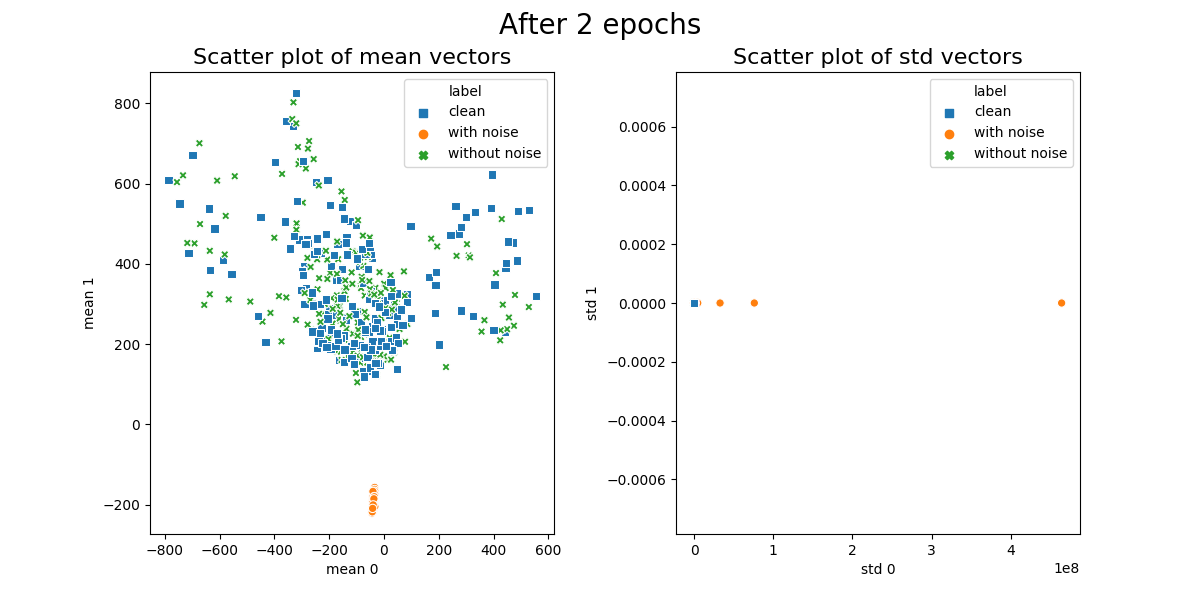 After 2 epochs
Scatter plot of mean vectors
Scatter plot of std vectors
label
clean
with noise
without noise
label
clean
with noise
without noise
800
600
400
200
0
−200
mean 1
−800
−600
−400
−200
0
200
400
600
mean 0
0.0006
0.0004
0.0002
0.0000
−0.0002
−0.0004
−0.0006
std 1
0
1
2
3
4
1e8
std 0